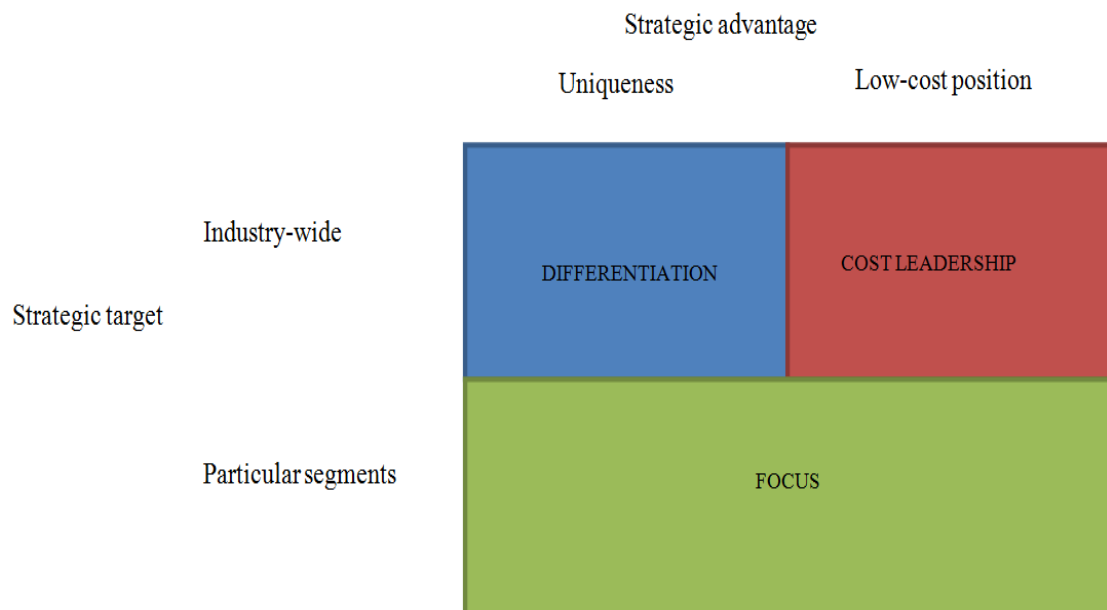 Strategic advantage
Uniqueness
Low-cost position
Industry-wide
DIFFERENTIATION
COST LEADERSHIP
Strategic target
Particular segments
FOCUS